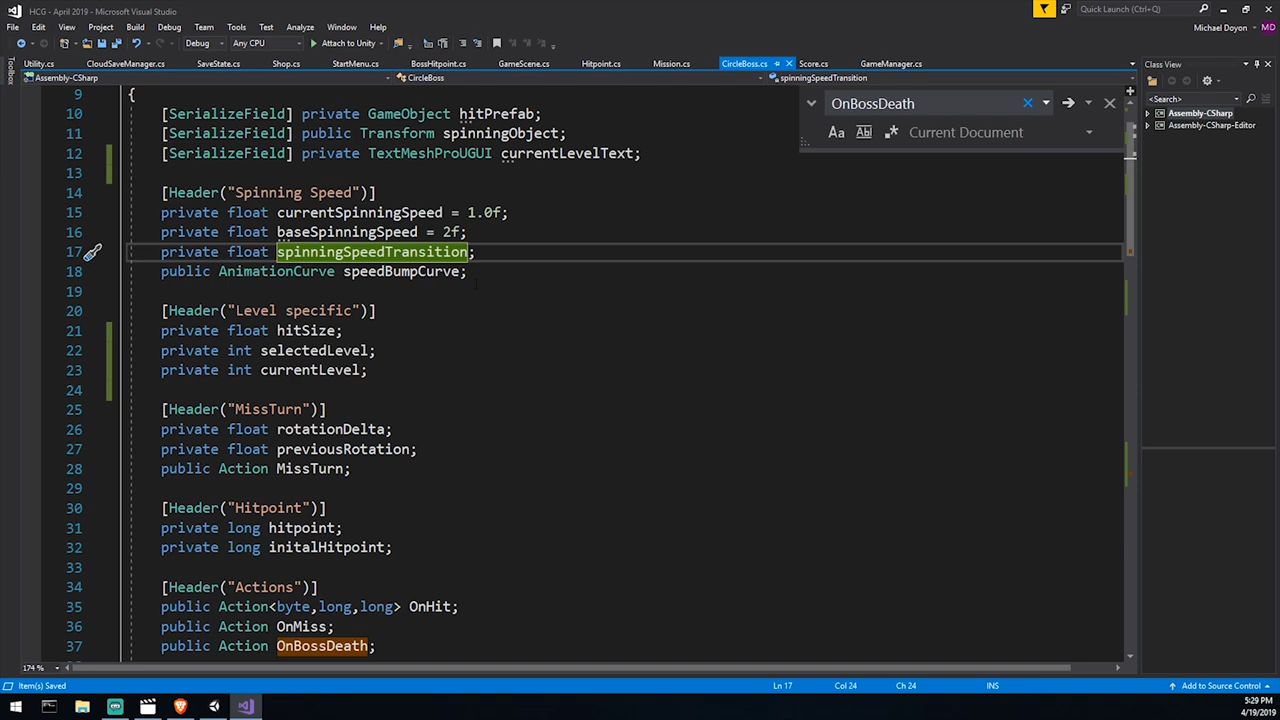 HCG - April 2019 - Microsoft Visual Studio
Quick Launch (Ctrl+Q)
File Edit View Project Build Debug Team Tools Test Analyze Window Help
Michael Doyon MD
Debug Any CPU Attach to Unity
Utility.cs CloudSaveManager.cs SaveState.cs Shop.cs StartMenu.cs BossHitpoint.cs GameScene.cs Hitpoint.cs Mission.cs CircleBoss.cs Score.cs GameManager.cs
Class View
Assembly-CSharp CircleBoss spinningSpeedTransition
<Search>
Assembly-CSharp
Assembly-CSharp-Editor
OnBossDeath
Aa Ab Current Document
9 {
10 [SerializeField] private GameObject hitPrefab;
11 [SerializeField] public Transform spinningObject;
12 [SerializeField] private TextMeshProUGUI currentLevelText;
13
14 [Header("Spinning Speed")]
15 private float currentSpinningSpeed = 1.0f;
16 private float baseSpinningSpeed = 2f;
17 private float spinningSpeedTransition;
18 public AnimationCurve speedBumpCurve;
19
20 [Header("Level specific")]
21 private float hitSize;
22 private int selectedLevel;
23 private int currentLevel;
24
25 [Header("MissTurn")]
26 private float rotationDelta;
27 private float previousRotation;
28 public Action MissTurn;
29
30 [Header("Hitpoint")]
31 private long hitpoint;
32 private long initalHitpoint;
33
34 [Header("Actions")]
35 public Action<byte,long,long> OnHit;
36 public Action OnMiss;
37 public Action OnBossDeath;
174 %
Item(s) Saved Ln 17 Col 24 Ch 24 INS Add to Source Control
5:29 PM
4/19/2019